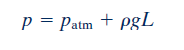 p = p_atm + ρgL